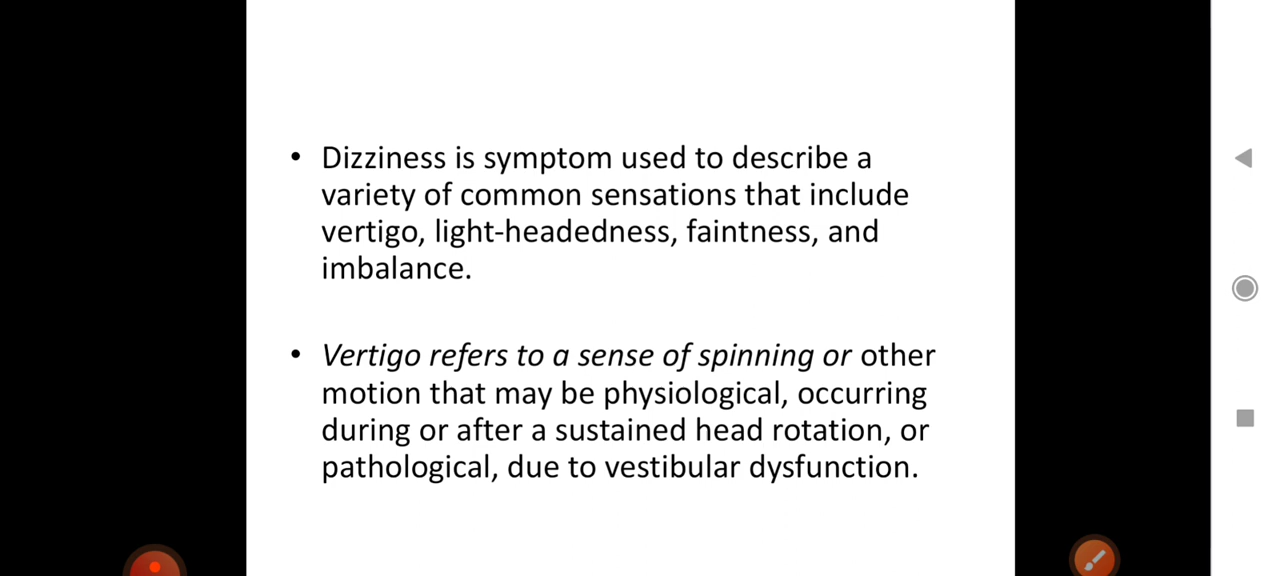 • Dizziness is symptom used to describe a
variety of common sensations that include
vertigo, light-headedness, faintness, and
imbalance.
• Vertigo refers to a sense of spinning or other
motion that may be physiological, occurring
during or after a sustained head rotation, or
pathological, due to vestibular dysfunction.